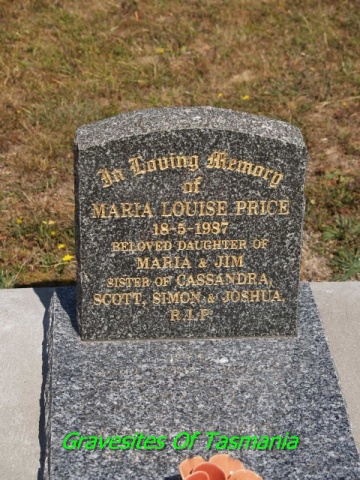 In Loving Memory
of
MARIA LOUISE PRICE
18-5-1987
BELOVED DAUGHTER OF
MARIA & JIM
SISTER OF CASSANDRA,
SCOTT, SIMON & JOSHUA.
R.I.P.
Gravesites Of Tasmania